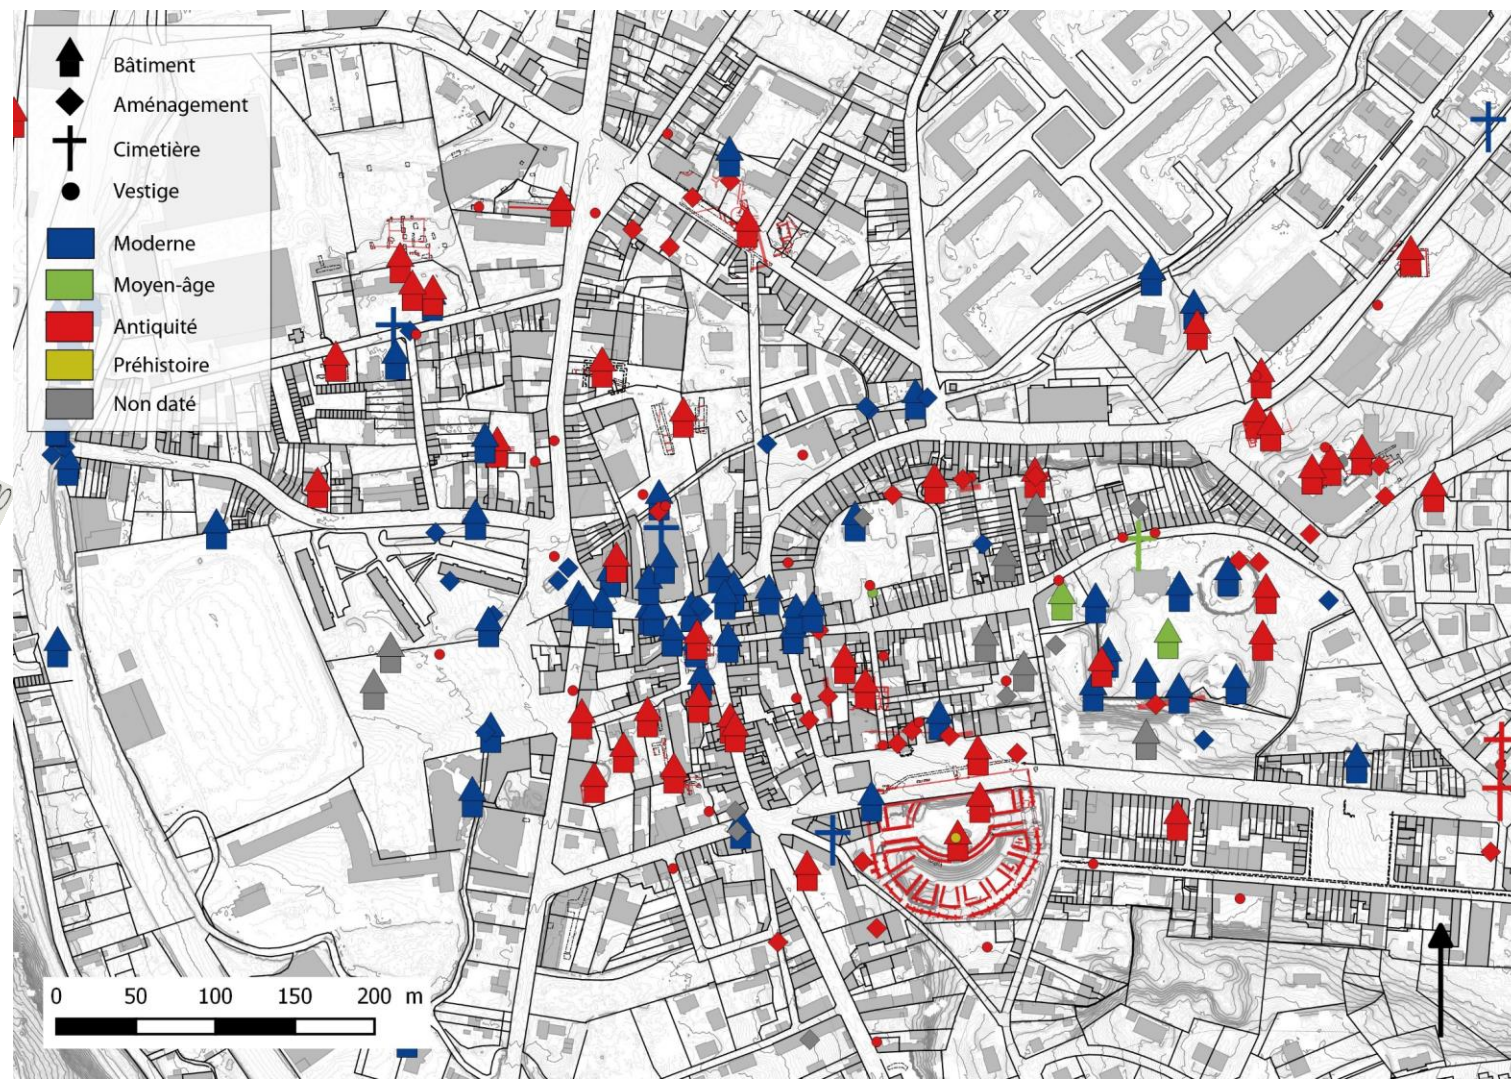 Bâtiment
Aménagement
Cimetière
Vestige
Moderne
Moyen-âge
Antiquité
Préhistoire
Non daté
0 50 100 150 200 m